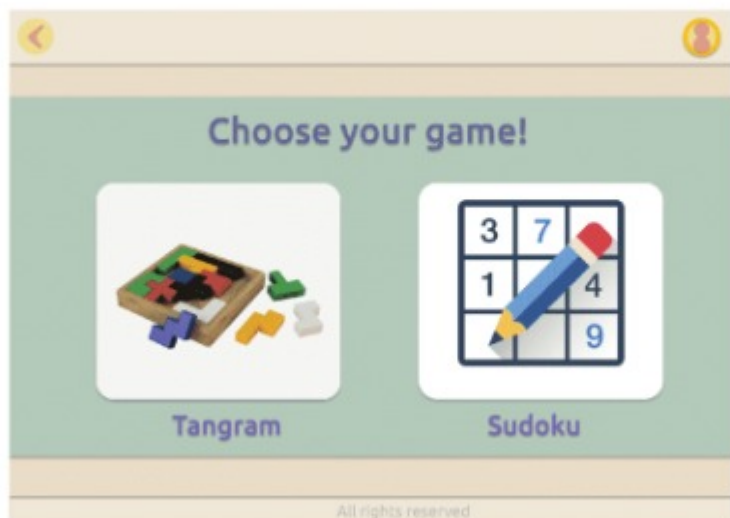 Choose your game!
3 7
1 4
9
Tangram Sudoku
All rights reserved